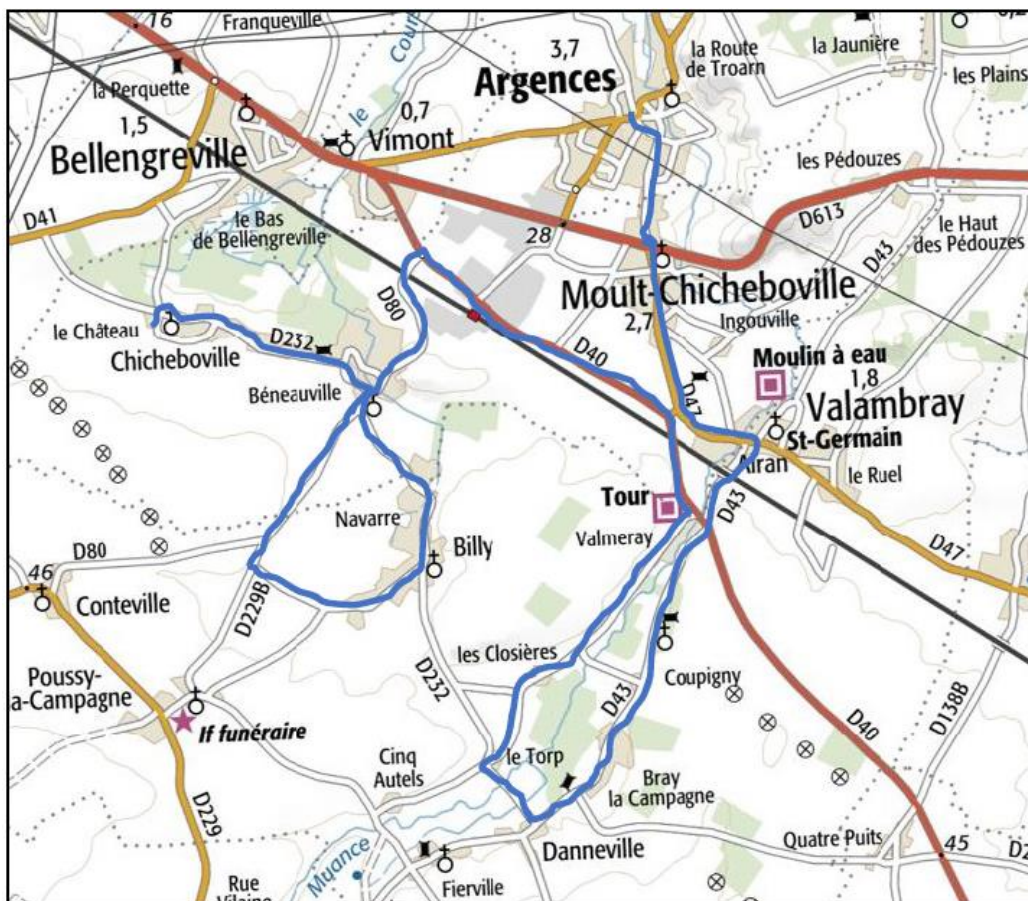 16
Franqueville
3,7
la Route
de Troarn
la Jaunière
la Perquette
Argences
les Plains
Cours
le
1,5
0,7
Bellengreville
Vimont
les Pédouzes
D41
le Bas
de Bellengreville
28
D613
D43
le Haut
des Pédouzes
D80
Moult-Chicheboville
2,7
Ingouville
le Château
Chicheboville
D232
D40
Moulin à eau
1,8
Béneauville
D47
Valambray
St-Germain
Airan
le Ruel
Tour
D43
Navarre
Valmeray
D80
Billy
D47
46
Conteville
D229B
les Closières
Poussy-
a-Campagne
D232
D43
Coupigny
D40
D138B
If funéraire
Cinq
Autels
le Torp
Bray
la Campagne
D229
Danneville
Quatre Puits
45
D2
Muance
Fierville
Rue
Vilaine